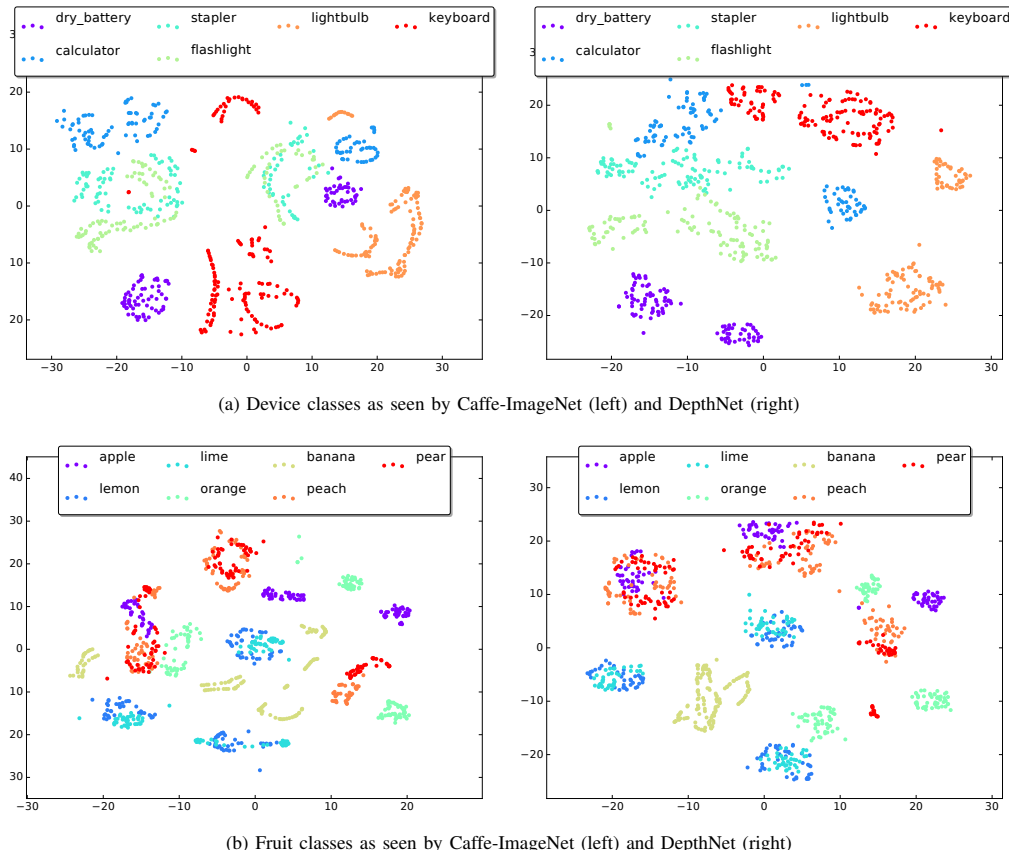 dry_battery stapler lightbulb keyboard
calculator flashlight
3
20
10
0
10
20
−30 −20 −10 0 10 20 30
dry_battery stapler lightbulb keyboard
calculator flashlight
3
20
10
0
−10
−20
−20 −10 0 10 20 30
(a) Device classes as seen by Caffe-ImageNet (left) and DepthNet (right)
apple lime banana pear
lemon orange peach
40
30
20
10
0
10
20
30
−30 −20 −10 0 10 20
apple lime banana pear
lemon orange peach
30
20
10
0
−10
−20
−20 −10 0 10 20 30
(b) Fruit classes as seen by Caffe-ImageNet (left) and DepthNet (right)